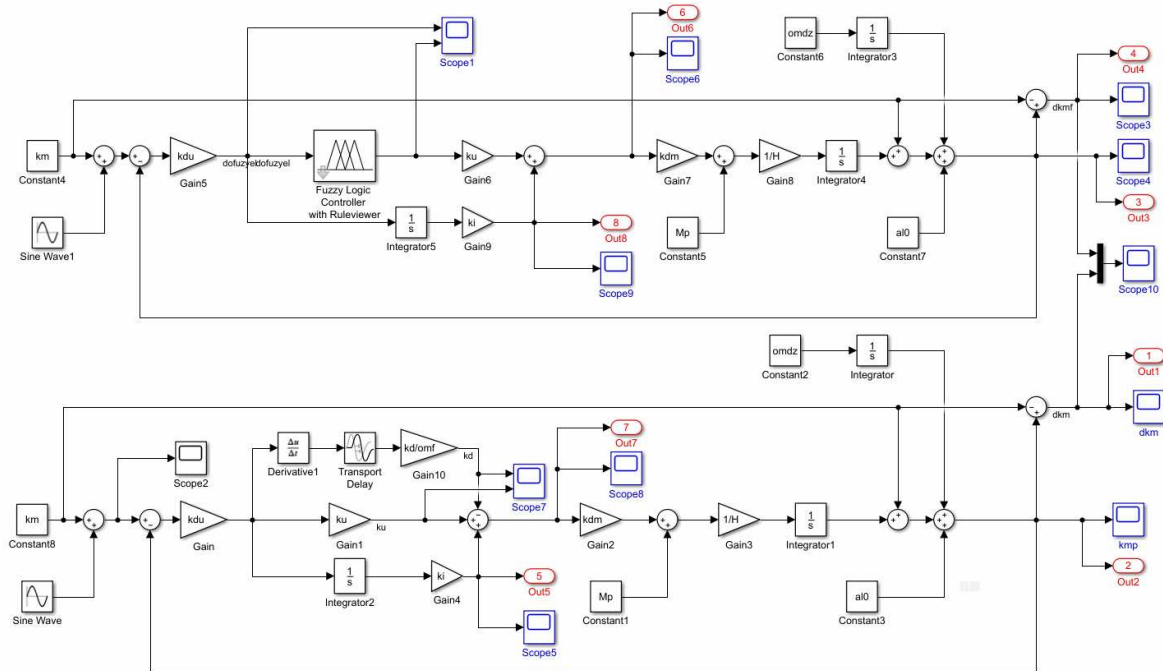 6
Out6
omdz
Constant6
1
s
Integrator3
Scope1
Scope6
4
Out4
dkmf
Scope3
km
Constant4
kdu
Gain5
dofuzyel
dofuzyel
Fuzzy Logic
Controller
with Ruleviewer
ku
Gain6
kdm
Gain7
1/H
Gain8
1
s
Integrator4
Scope4
3
Out3
Sine Wave1
1
s
Integrator5
ki
Gain9
8
Out8
Scope9
Mp
Constant5
al0
Constant7
Scope10
omdz
Constant2
1
s
Integrator
1
Out1
dkm
dkm
Scope2
Δu
Δt
Derivative1
Transport
Delay
kd/omf
Gain10
kd
Scope7
7
Out7
Scope8
km
Constant8
kdu
Gain
ku
Gain1
ku
kdm
Gain2
1/H
Gain3
1
s
Integrator1
kmp
Sine Wave
1
s
Integrator2
ki
Gain4
5
Out5
Scope5
Mp
Constant1
al0
Constant3
2
Out2